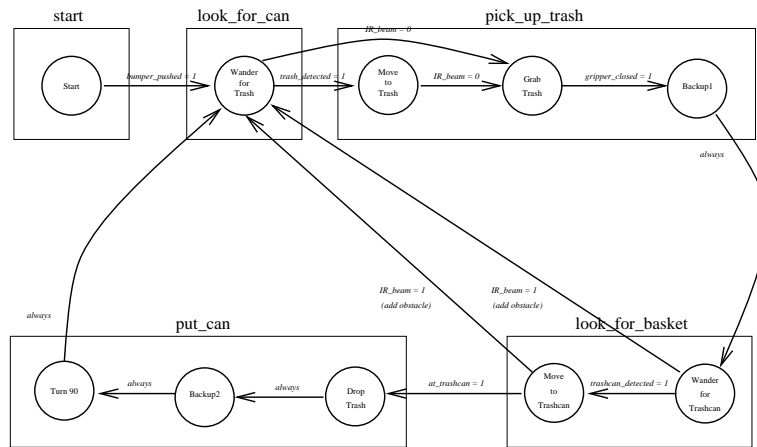 start
look_for_can
pick_up_trash
IR_beam = 0
Start
bumper_pushed = 1
Wander
for
Trash
trash_detected = 1
Move
to
Trash
IR_beam = 0
Grab
Trash
gripper_closed = 1
Backup1
always
IR_beam = 1
(add obstacle)
IR_beam = 1
(add obstacle)
always
put_can
look_for_basket
Turn 90
always
Backup2
always
Drop
Trash
at_trashcan = 1
Move
to
Trashcan
trashcan_detected = 1
Wander
for
Trashcan